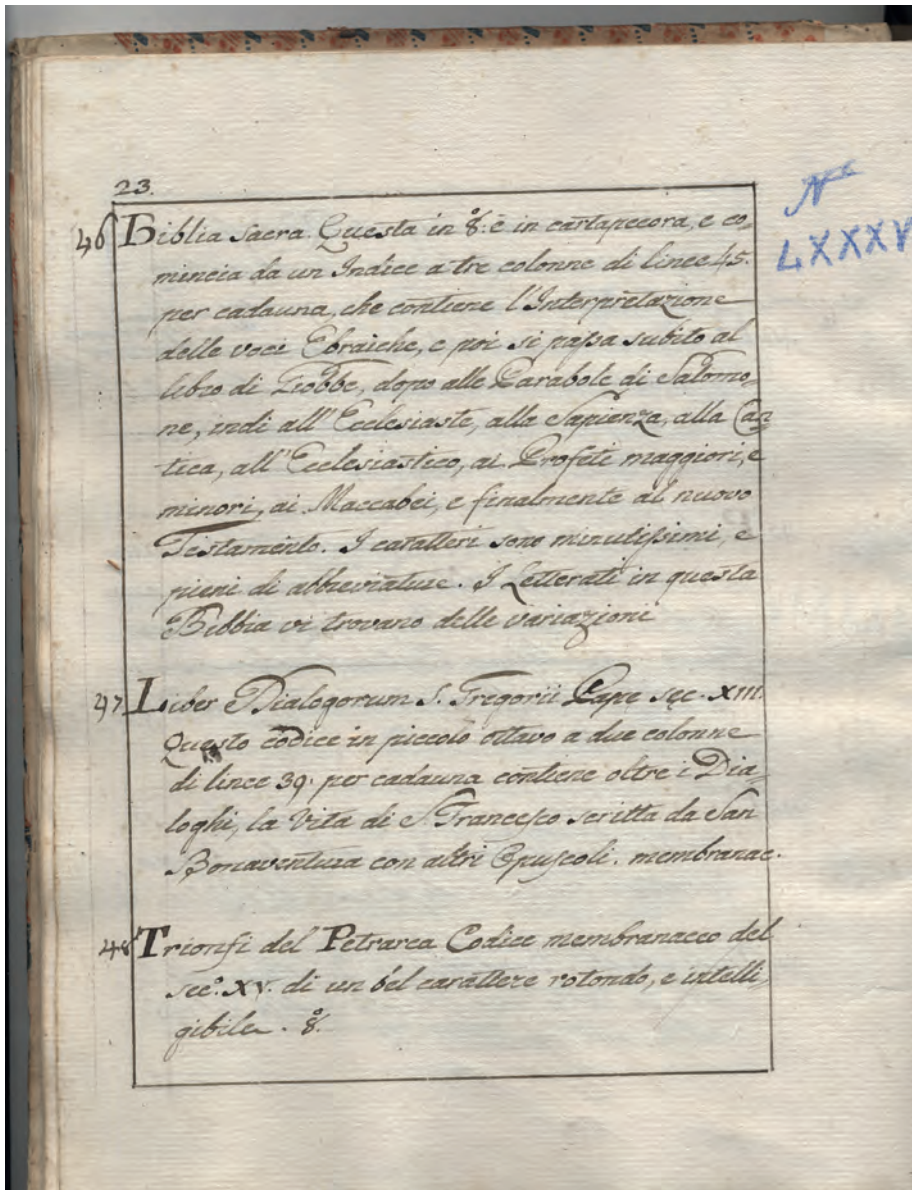 23.
Nº
LXXXV
46 Biblia Sacra. Questa in 8.º è in cartapecora, e co=
mincia da un Indice a tre colonne di linee 45.
per cadauna, che contiene l'Interpretazione
delle voci Ebraiche, e poi si passa subito al
libro di Giobbe, dopo alle Parabole di Salomo=
ne, indi all'Ecclesiaste, alla Sapienza, alla Can=
tica, all'Ecclesiastico, ai Profeti maggiori, e
minori, ai Maccabei, e finalmente al nuovo
Testamento. I caratteri sono minutissimi, e
pieni di abbreviature. I Letterati in questa
Bibbia vi trovano delle variazioni
47 Liber Dialogorum S. Gregorii Pape sec. XIII.
Questo codice in piccolo ottavo a due colonne
di linee 39. per cadauna contiene oltre i Dia=
loghi, la Vita di S. Francesco scritta da San
Bonaventura con altri Opuscoli. membranac.
48 Trionfi del Petrarca Codice membranaceo del
sec.º XV. di un bel carattere rotondo, e intelli=
gibile. 8.º